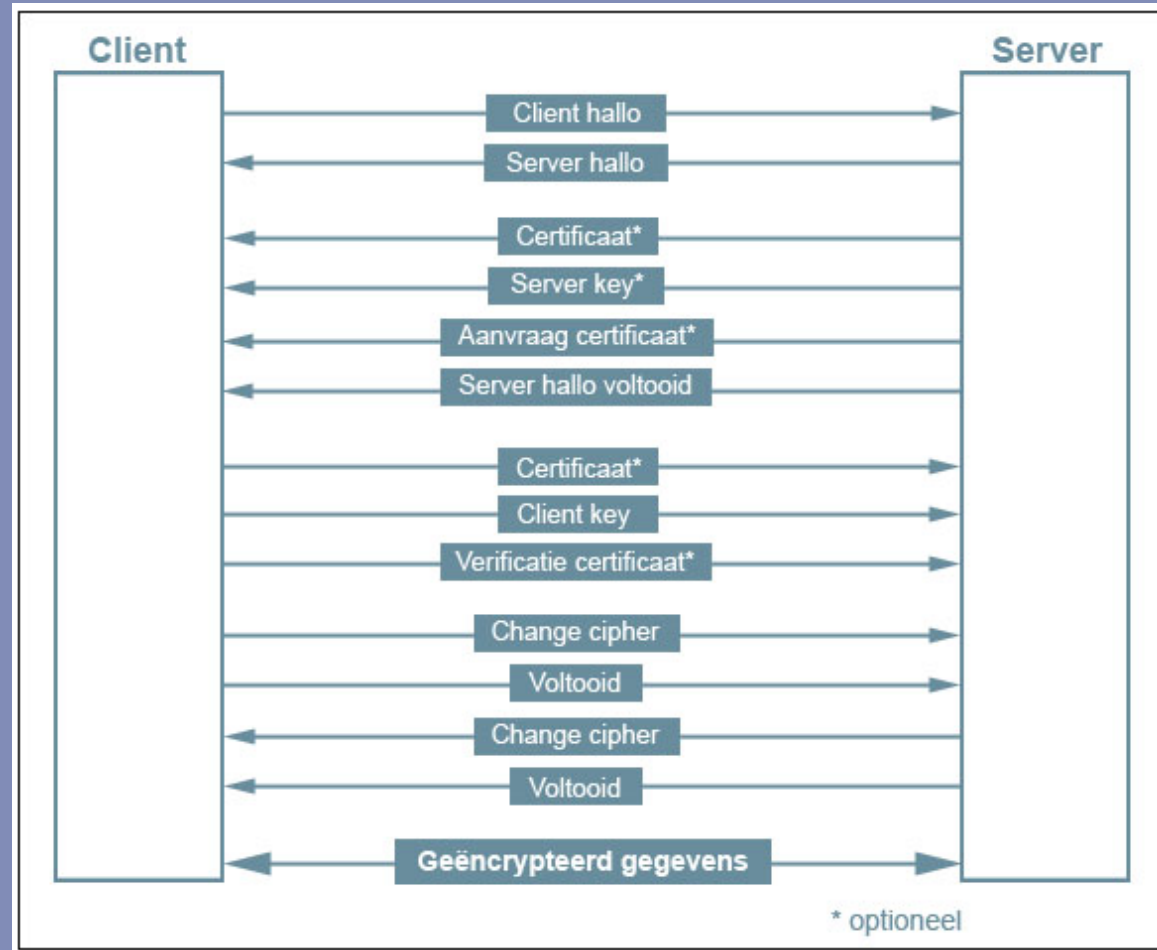 Client
Server
Client hallo
Server hallo
Certificaat*
Server key*
Aanvraag certificaat*
Server hallo voltooid
Certificaat*
Client key
Verificatie certificaat*
Change cipher
Voltooid
Change cipher
Voltooid
Geëncrypteerd gegevens
* optioneel